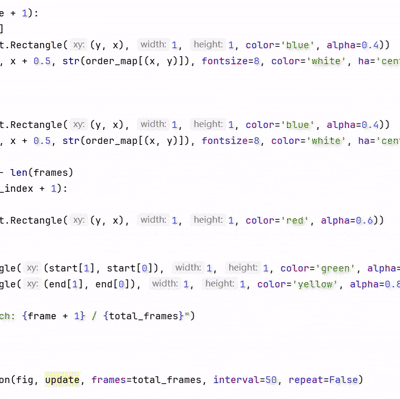 e + 1):
]
t.Rectangle( xy: (y, x), width: 1, height: 1, color='blue', alpha=0.4))
, x + 0.5, str(order_map[(x, y)]), fontsize=8, color='white', ha='cent
t.Rectangle( xy: (y, x), width: 1, height: 1, color='blue', alpha=0.4))
, x + 0.5, str(order_map[(x, y)]), fontsize=8, color='white', ha='cent
- len(frames)
_index + 1):
t.Rectangle( xy: (y, x), width: 1, height: 1, color='red', alpha=0.6))
ngle( xy: (start[1], start[0]), width: 1, height: 1, color='green', alpha=
ngle( xy: (end[1], end[0]), width: 1, height: 1, color='yellow', alpha=0.8
ch: {frame + 1} / {total_frames}")
on(fig, update, frames=total_frames, interval=50, repeat=False)